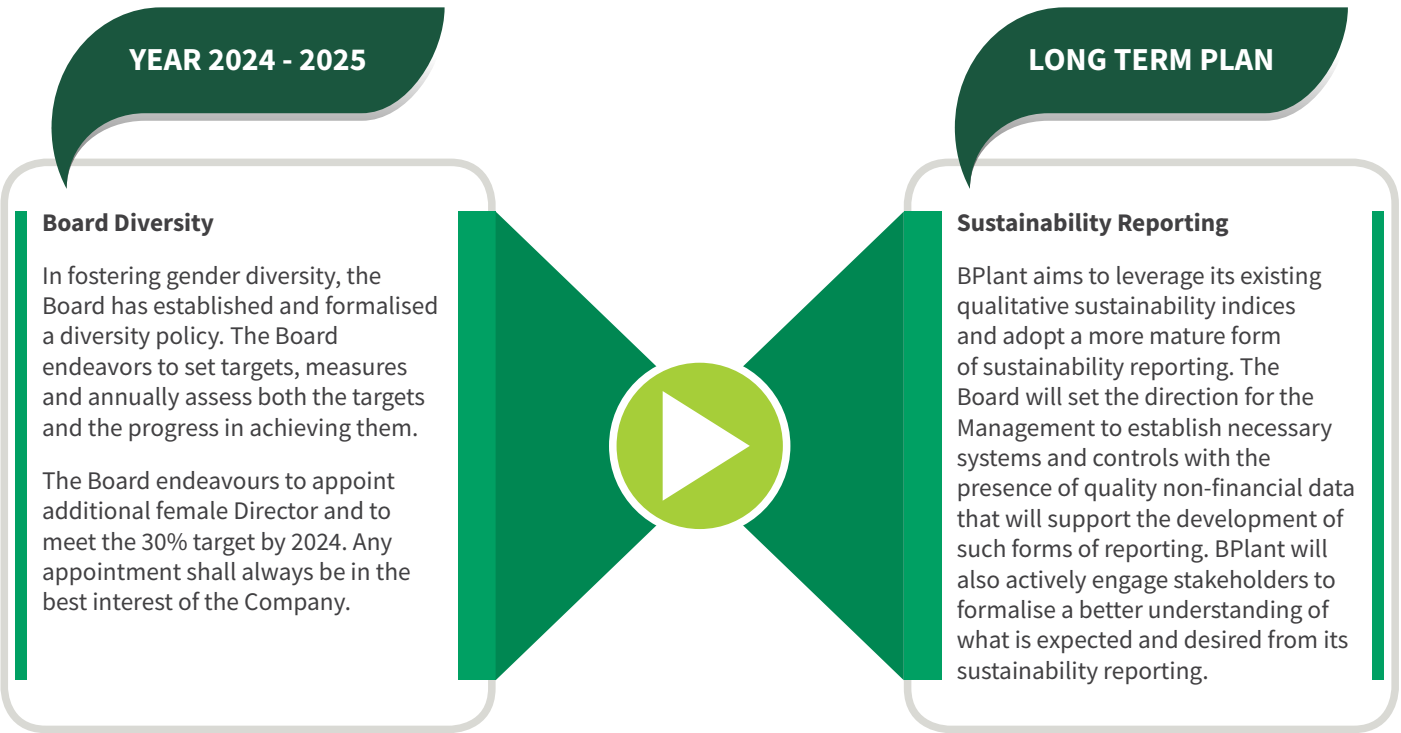 YEAR 2024 - 2025
Board Diversity
In fostering gender diversity, the
Board has established and formalised
a diversity policy. The Board
endeavors to set targets, measures
and annually assess both the targets
and the progress in achieving them.
The Board endeavours to appoint
additional female Director and to
meet the 30% target by 2024. Any
appointment shall always be in the
best interest of the Company.
LONG TERM PLAN
Sustainability Reporting
BPlant aims to leverage its existing
qualitative sustainability indices
and adopt a more mature form
of sustainability reporting. The
Board will set the direction for the
Management to establish necessary
systems and controls with the
presence of quality non-financial data
that will support the development of
such forms of reporting. BPlant will
also actively engage stakeholders to
formalise a better understanding of
what is expected and desired from its
sustainability reporting.